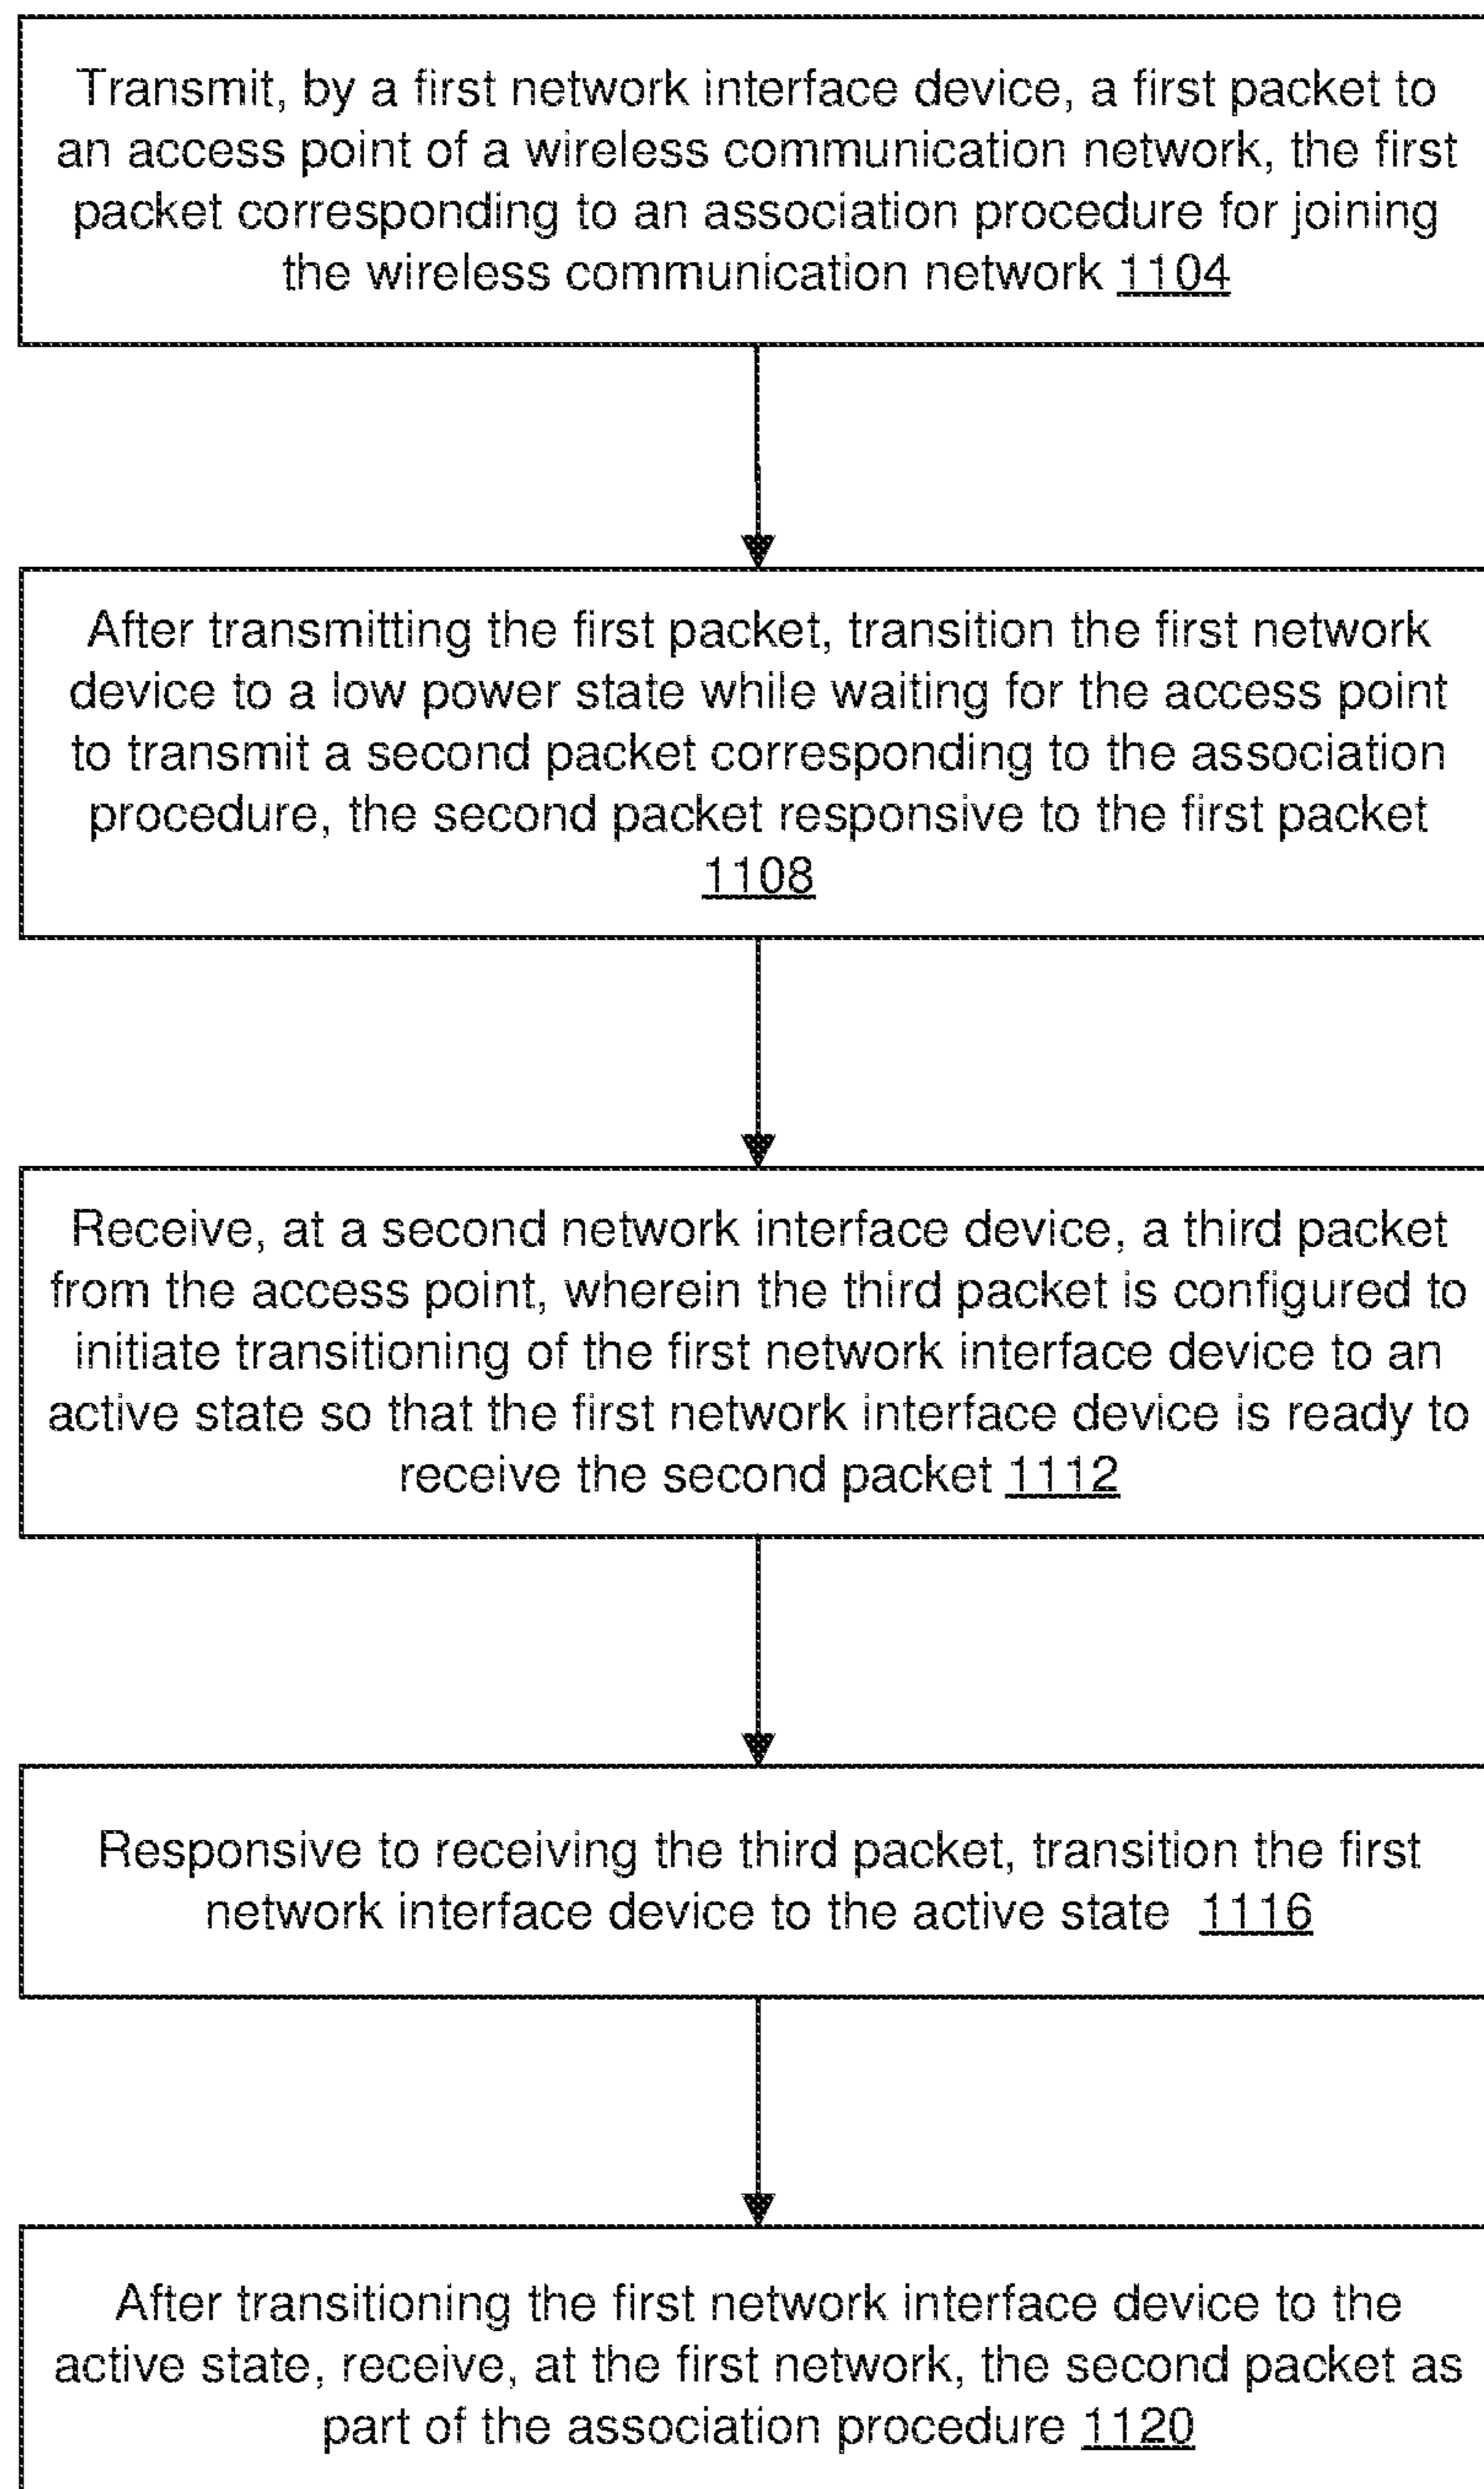 Transmit, by a first network interface device, a first packet to
an access point of a wireless communication network, the first
packet corresponding to an association procedure for joining
the wireless communication network 1104
After transmitting the first packet, transition the first network
device to a low power state while waiting for the access point
to transmit a second packet corresponding to the association
procedure, the second packet responsive to the first packet
1108
Receive, at a second network interface device, a third packet
from the access point, wherein the third packet is configured to
initiate transitioning of the first network interface device to an
active state so that the first network interface device is ready to
receive the second packet 1112
Responsive to receiving the third packet, transition the first
network interface device to the active state 1116
After transitioning the first network interface device to the
active state, receive, at the first network, the second packet as
part of the association procedure 1120